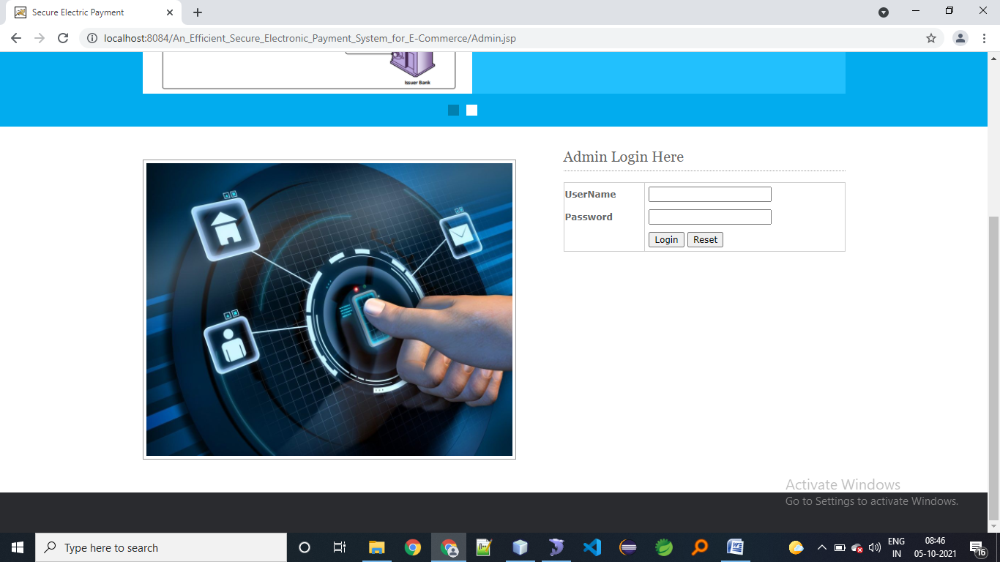 Secure Electric Payment
localhost:8084/An_Efficient_Secure_Electronic_Payment_System_for_E-Commerce/Admin.jsp
Issuer Bank
Admin Login Here
UserName
Password
Login Reset
Activate Windows
Go to Settings to activate Windows.
Type here to search
ENG
IN
08:46
05-10-2021
16